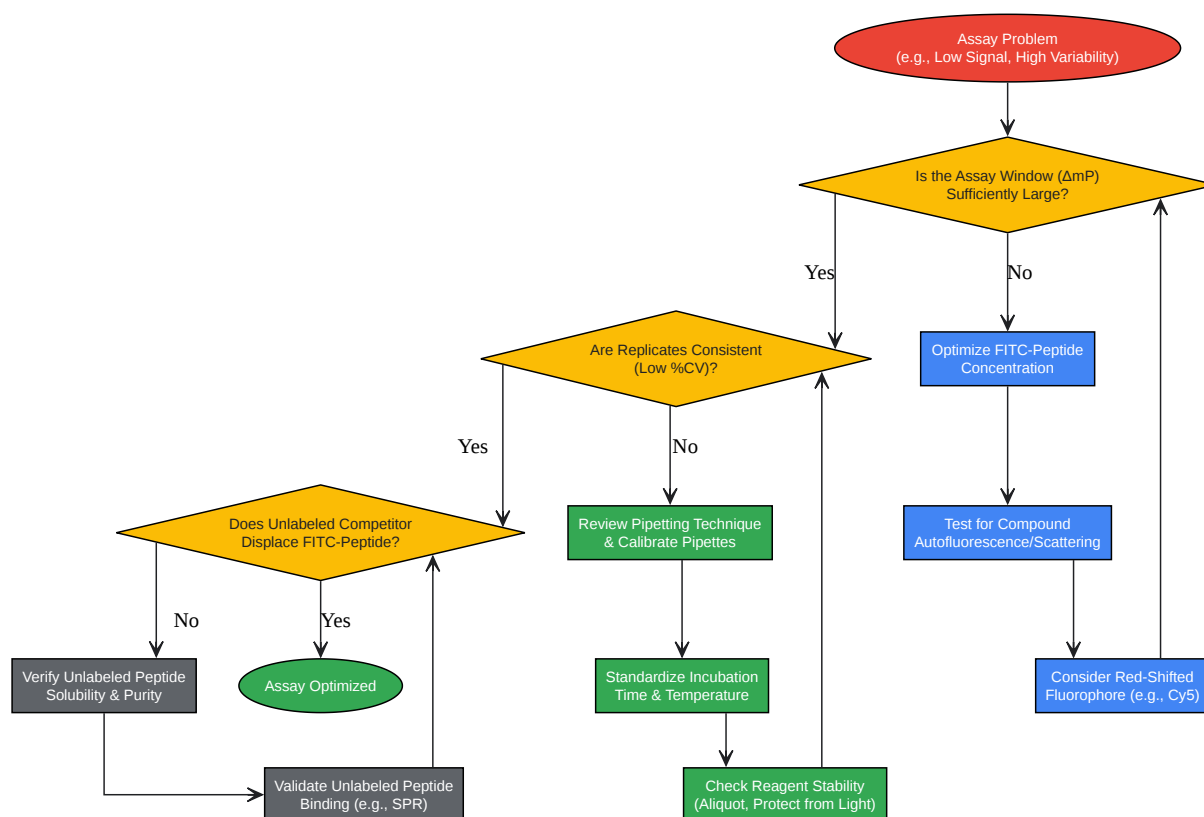 Assay Problem
(e.g., Low Signal, High Variability)
Is the Assay Window (ΔmP)
Sufficiently Large?
Yes
No
Are Replicates Consistent
(Low %CV)?
Optimize FITC-Peptide
Concentration
Yes
No
Does Unlabeled Competitor
Displace FITC-Peptide?
Review Pipetting Technique
& Calibrate Pipettes
Test for Compound
Autofluorescence/Scattering
No
Yes
Verify Unlabeled Peptide
Solubility & Purity
Assay Optimized
Standardize Incubation
Time & Temperature
Consider Red-Shifted
Fluorophore (e.g., Cy5)
Validate Unlabeled Peptide
Binding (e.g., SPR)
Check Reagent Stability
(Aliquot, Protect from Light)